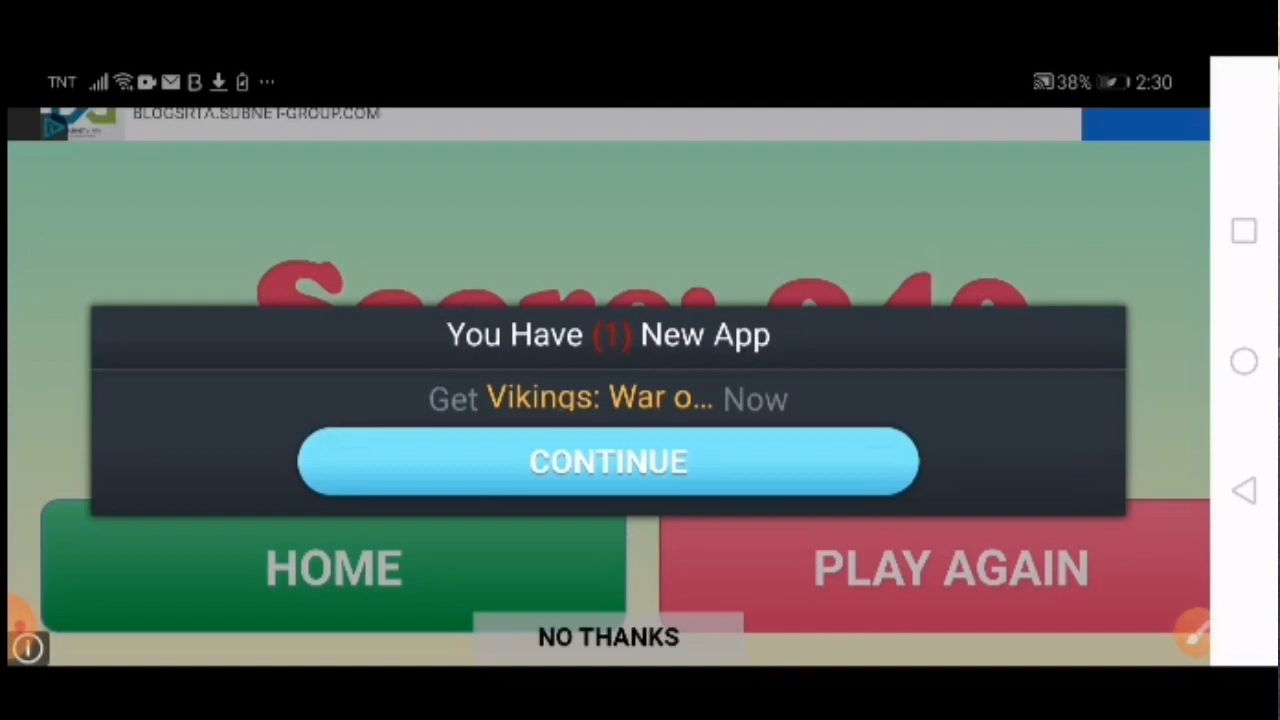 TNT
38% 2:30
BLOGSRTA.SUBNET-GROUP.COM
You Have (1) New App
Get Vikings: War o... Now
CONTINUE
HOME
PLAY AGAIN
NO THANKS